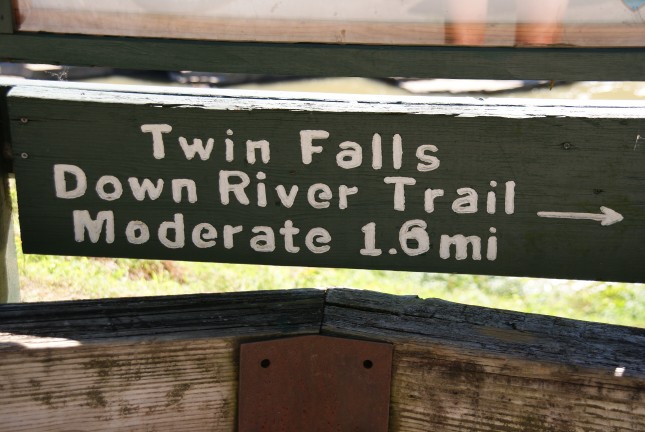 Twin Falls
Down River Trail →
Moderate 1.6mi